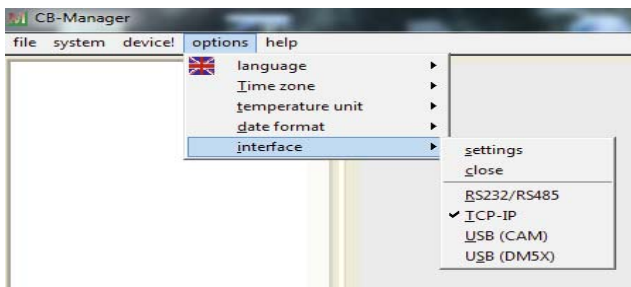 CB-Manager
file system device! options help
language
Time zone
temperature unit
date format
interface
settings
close
RS232/RS485
TCP-IP
USB (CAM)
USB (DM5X)